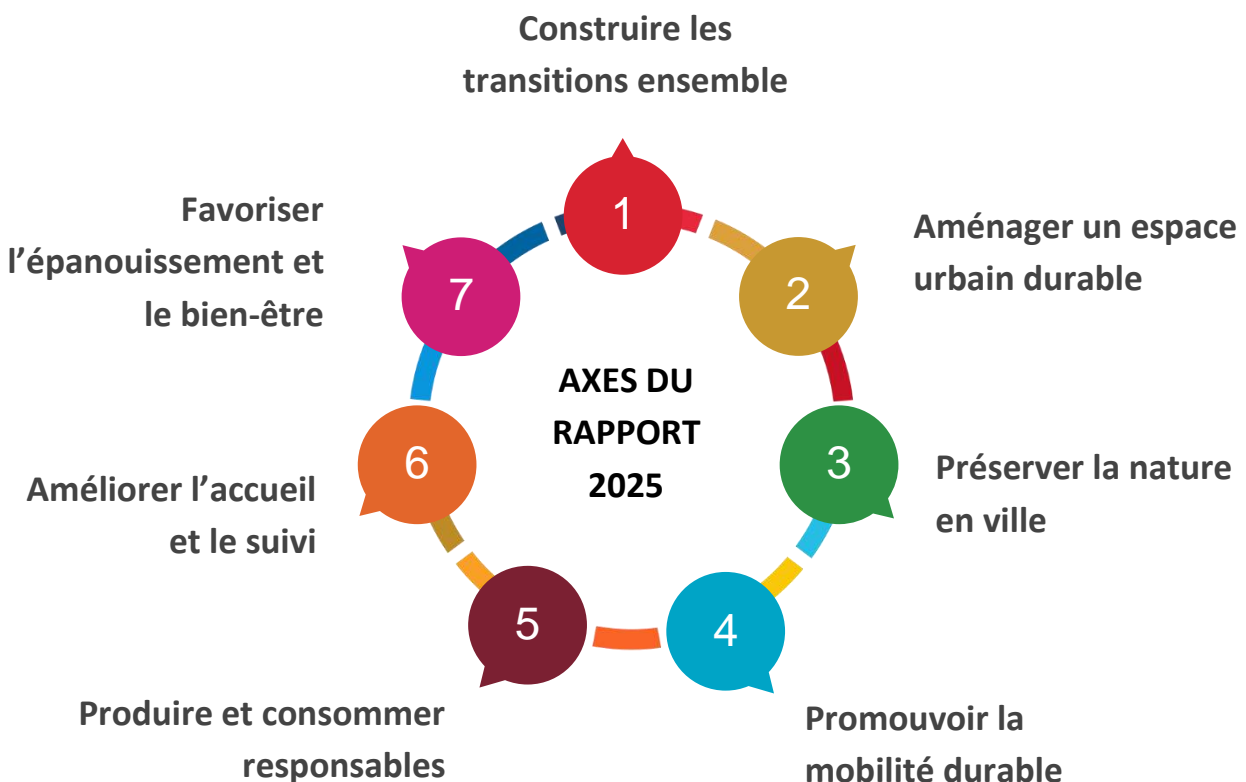 Construire les
transitions ensemble
1
Aménager un espace
urbain durable
2
Préserver la nature
en ville
3
Promouvoir la
mobilité durable
4
Produire et consommer
responsables
5
Améliorer l’accueil
et le suivi
6
Favoriser
l’épanouissement et
le bien-être
7
AXES DU
RAPPORT
2025